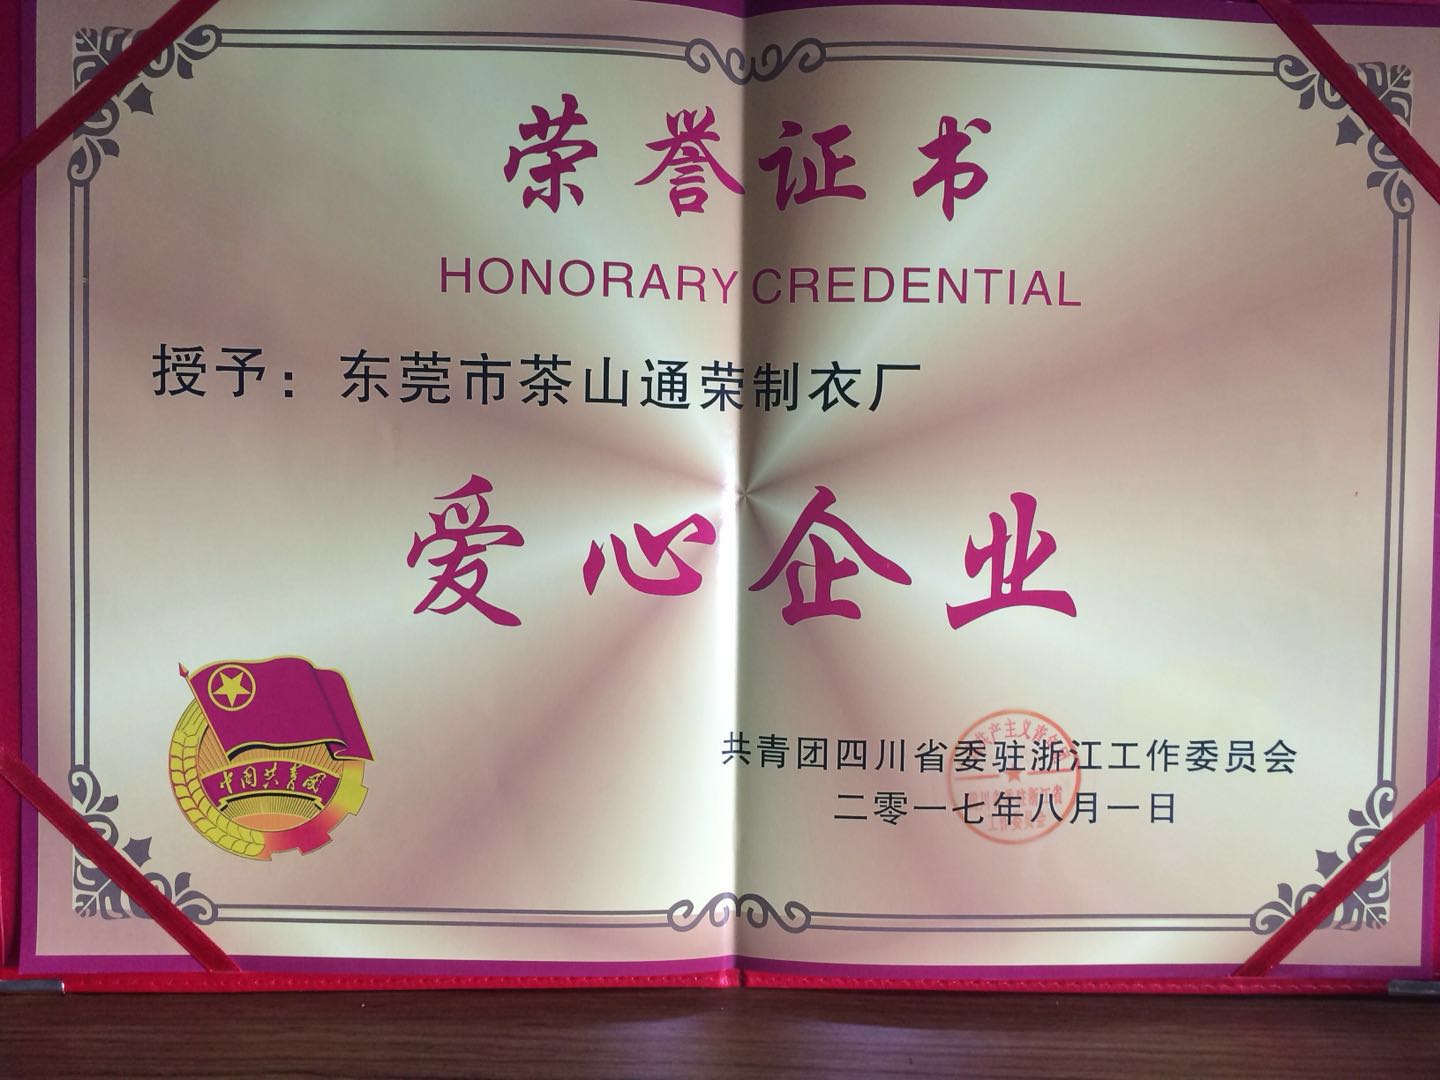 荣誉证书
HONORARY CREDENTIAL
授予：东莞市茶山通荣制衣厂
爱心企业
中国共青团
共青团四川省委驻浙江工作委员会
二零一七年八月一日